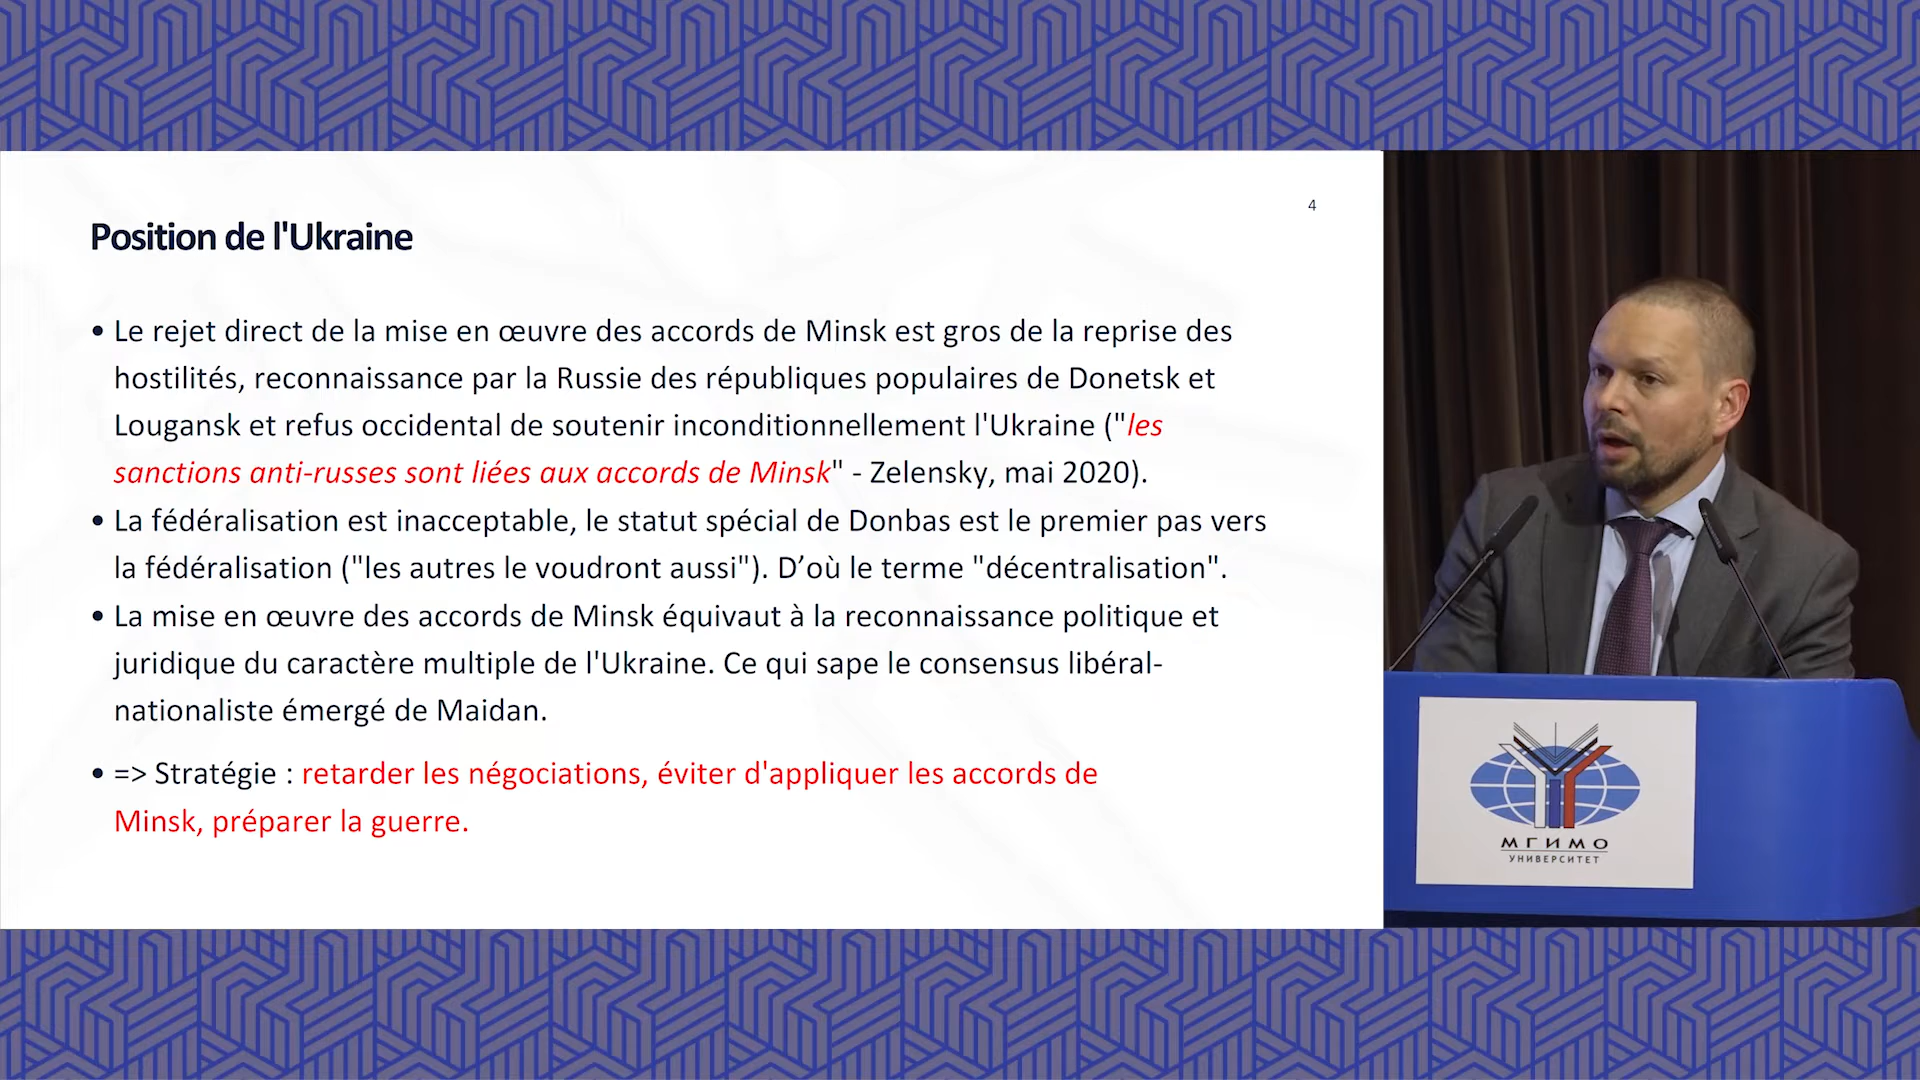 4
Position de l'Ukraine
• Le rejet direct de la mise en œuvre des accords de Minsk est gros de la reprise des
hostilités, reconnaissance par la Russie des républiques populaires de Donetsk et
Lougansk et refus occidental de soutenir inconditionnellement l'Ukraine ("les
sanctions anti-russes sont liées aux accords de Minsk" - Zelensky, mai 2020).
• La fédéralisation est inacceptable, le statut spécial de Donbas est le premier pas vers
la fédéralisation ("les autres le voudront aussi"). D’où le terme "décentralisation".
• La mise en œuvre des accords de Minsk équivaut à la reconnaissance politique et
juridique du caractère multiple de l'Ukraine. Ce qui sape le consensus libéral-
nationaliste émergé de Maidan.
• => Stratégie : retarder les négociations, éviter d'appliquer les accords de
Minsk, préparer la guerre.
МГИМО
УНИВЕРСИТЕТ